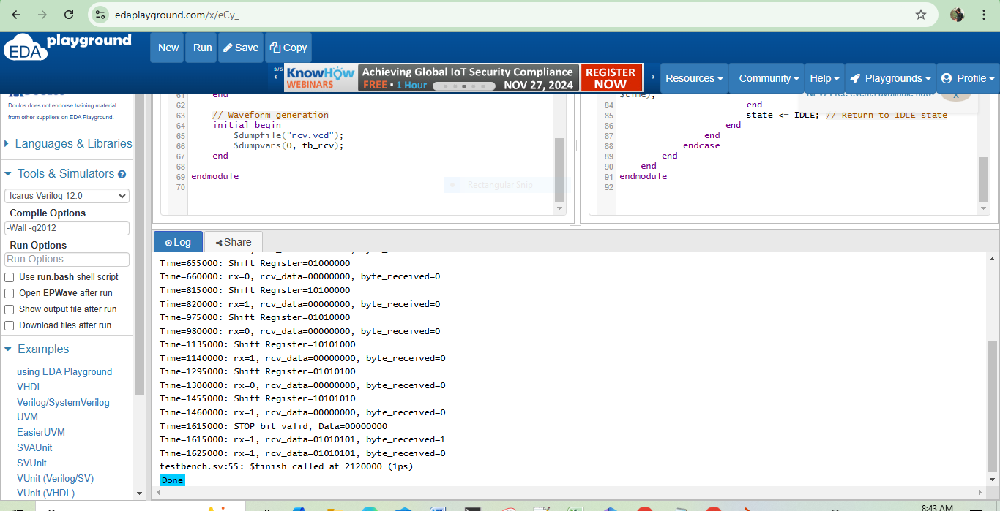 edaplayground.com/x/eCy_
EDA playground
New Run Save Copy
3/5
KnowHow WEBINARS
Achieving Global IoT Security Compliance
FREE • 1 Hour NOV 27, 2024
REGISTER NOW
Resources Community Help Playgrounds Profile
NEW Free events available now!
x
Doulos does not endorse training material
from other suppliers on EDA Playground.
Languages & Libraries
Tools & Simulators
Icarus Verilog 12.0
Compile Options
-Wall -g2012
Run Options
Run Options
Use run.bash shell script
Open EPWave after run
Show output file after run
Download files after run
Examples
using EDA Playground
VHDL
Verilog/SystemVerilog
UVM
EasierUVM
SVAUnit
SVUnit
VUnit (Verilog/SV)
VUnit (VHDL)
61 end
62
63 // Waveform generation
64 initial begin
65 $dumpfile("rcv.vcd");
66 $dumpvars(0, tb_rcv);
67 end
68
69 endmodule
70
Rectangular Snip
$time);
84 end
85 state <= IDLE; // Return to IDLE state
86 end
87 end
88 endcase
89 end
90 end
91 endmodule
92
Log Share
Time=655000: Shift Register=01000000
Time=660000: rx=0, rcv_data=00000000, byte_received=0
Time=815000: Shift Register=10100000
Time=820000: rx=1, rcv_data=00000000, byte_received=0
Time=975000: Shift Register=01010000
Time=980000: rx=0, rcv_data=00000000, byte_received=0
Time=1135000: Shift Register=10101000
Time=1140000: rx=1, rcv_data=00000000, byte_received=0
Time=1295000: Shift Register=01010100
Time=1300000: rx=0, rcv_data=00000000, byte_received=0
Time=1455000: Shift Register=10101010
Time=1460000: rx=1, rcv_data=00000000, byte_received=0
Time=1615000: STOP bit valid, Data=00000000
Time=1615000: rx=1, rcv_data=01010101, byte_received=1
Time=1625000: rx=1, rcv_data=01010101, byte_received=0
testbench.sv:55: $finish called at 2120000 (1ps)
Done
8:43 AM